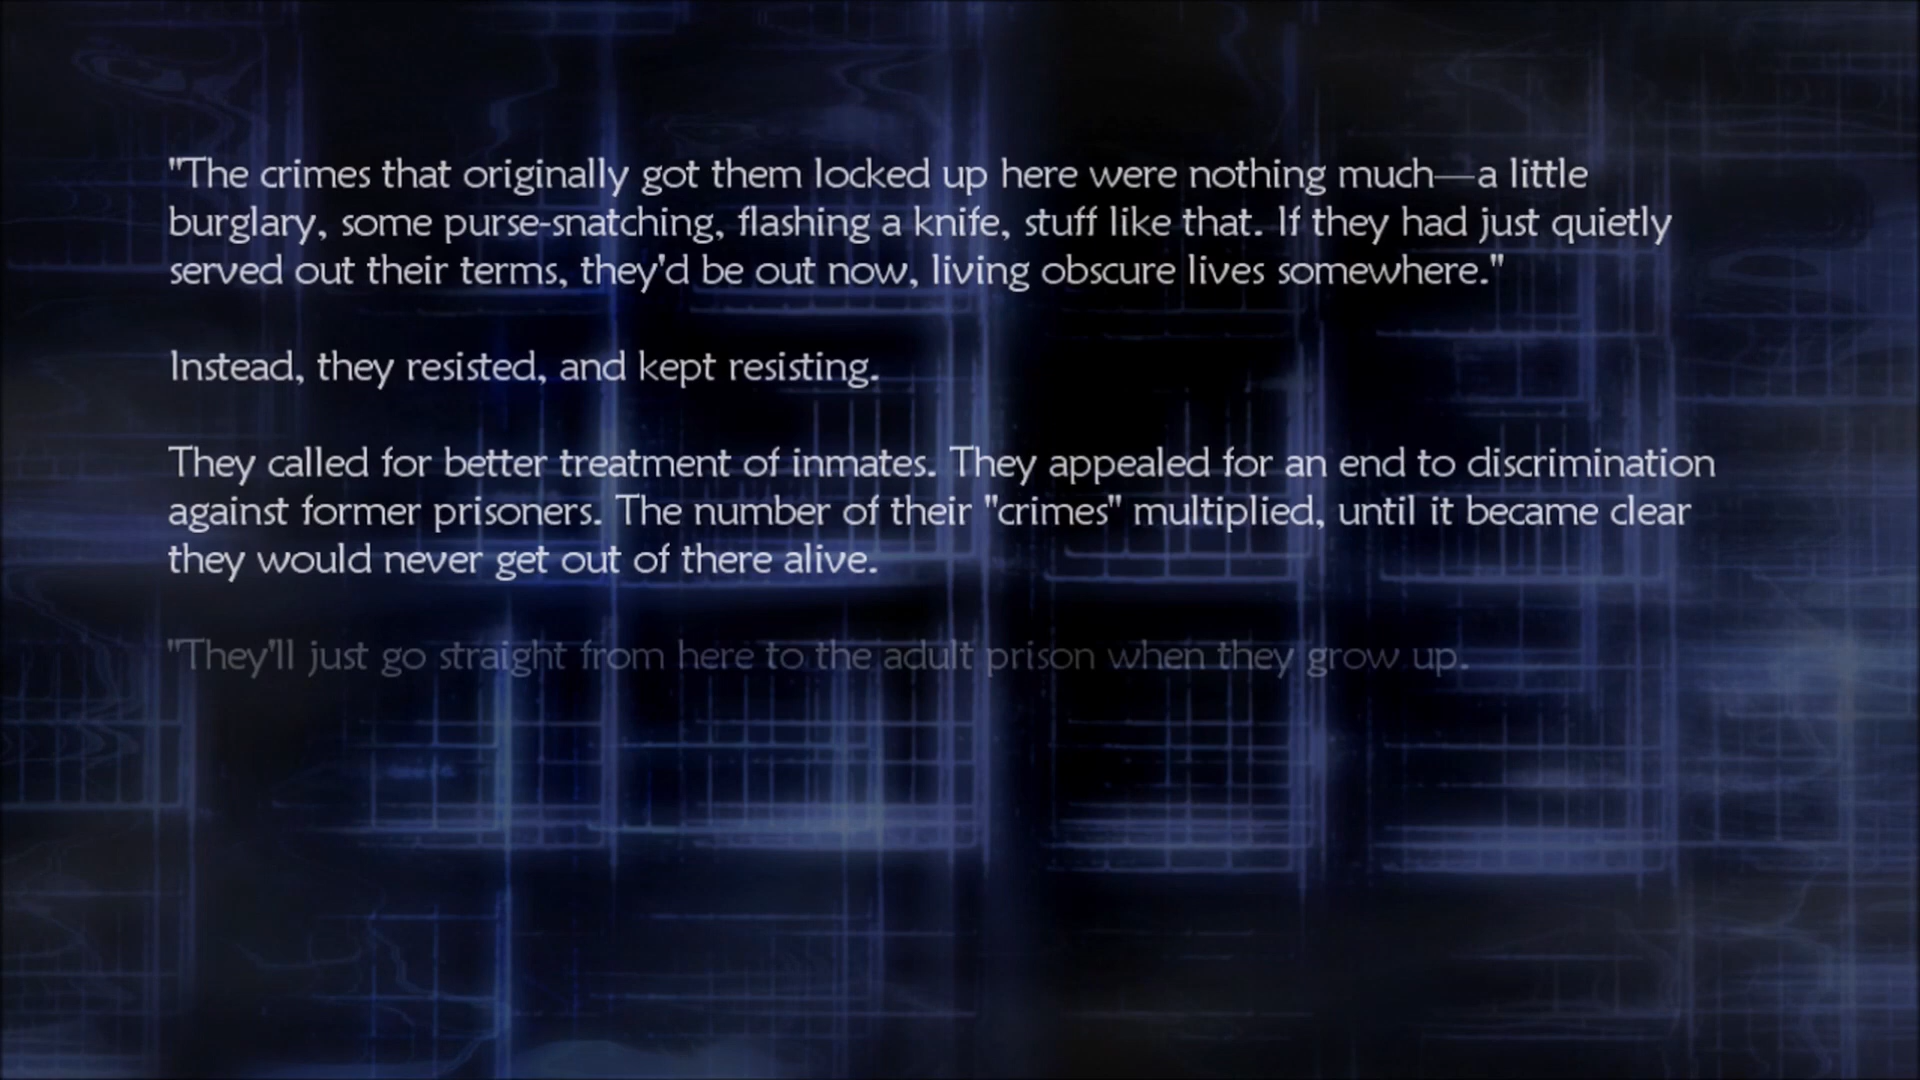 "The crimes that originally got them locked up here were nothing much—a little
burglary, some purse-snatching, flashing a knife, stuff like that. If they had just quietly
served out their terms, they'd be out now, living obscure lives somewhere."
Instead, they resisted, and kept resisting.
They called for better treatment of inmates. They appealed for an end to discrimination
against former prisoners. The number of their "crimes" multiplied, until it became clear
they would never get out of there alive.
"They'll just go straight from here to the adult prison when they grow up.